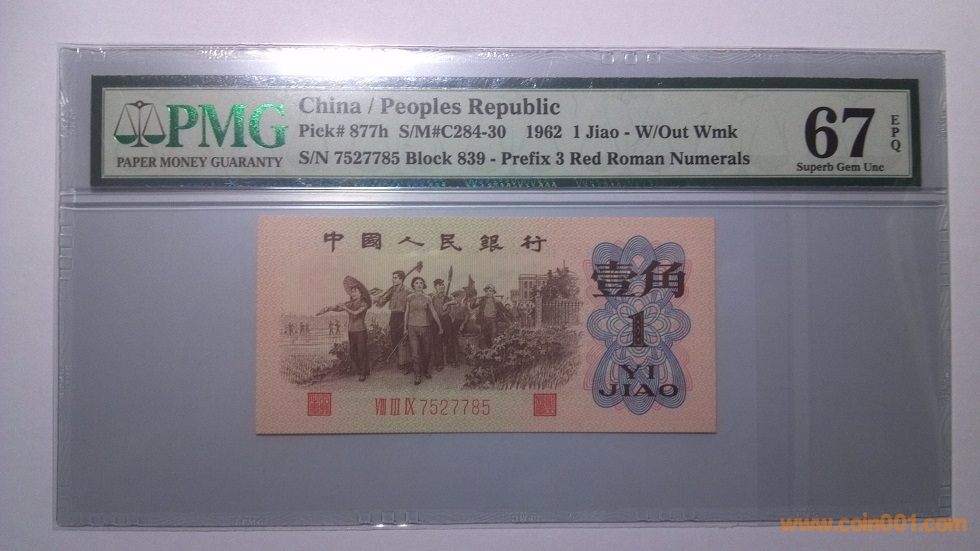 PMG
PAPER MONEY GUARANTY
China / Peoples Republic
Pick# 877h S/M#C284-30 1962 1 Jiao - W/Out Wmk
S/N 7527785 Block 839 - Prefix 3 Red Roman Numerals
67
EPQ
Superb Gem Unc
中國人民銀行
壹角
1
YI
JIAO
VIII III IX 7527785
www.coin001.com